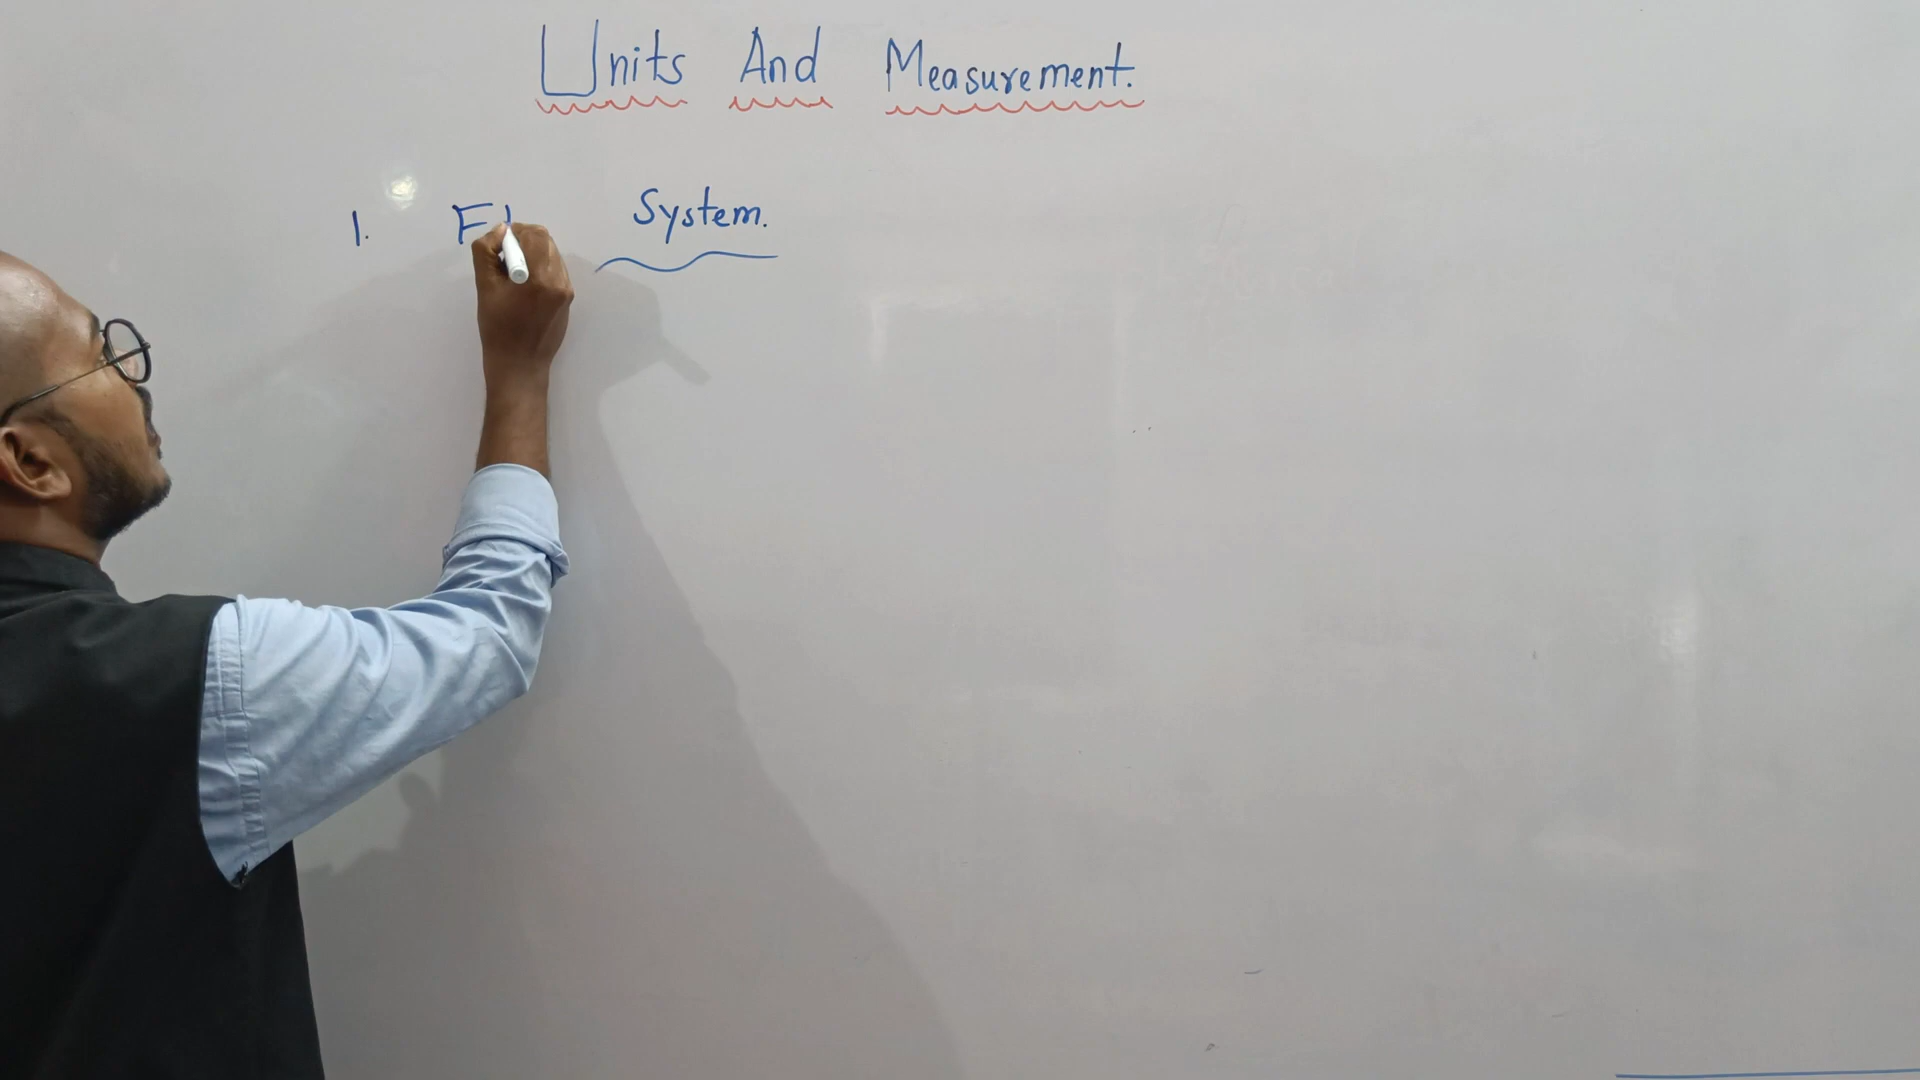 Units And Measurement.
System.
1. F